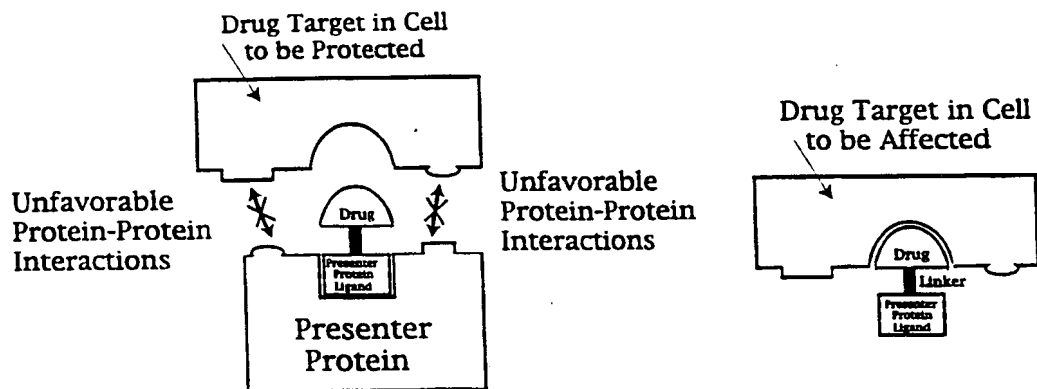 Drug Target in Cell
to be Protected
Unfavorable
Protein-Protein
Interactions
Drug
Unfavorable
Protein-Protein
Interactions
Presenter
Protein
Ligand
Presenter
Protein
Drug Target in Cell
to be Affected
Drug
Linker
Presenter
Protein
Ligand